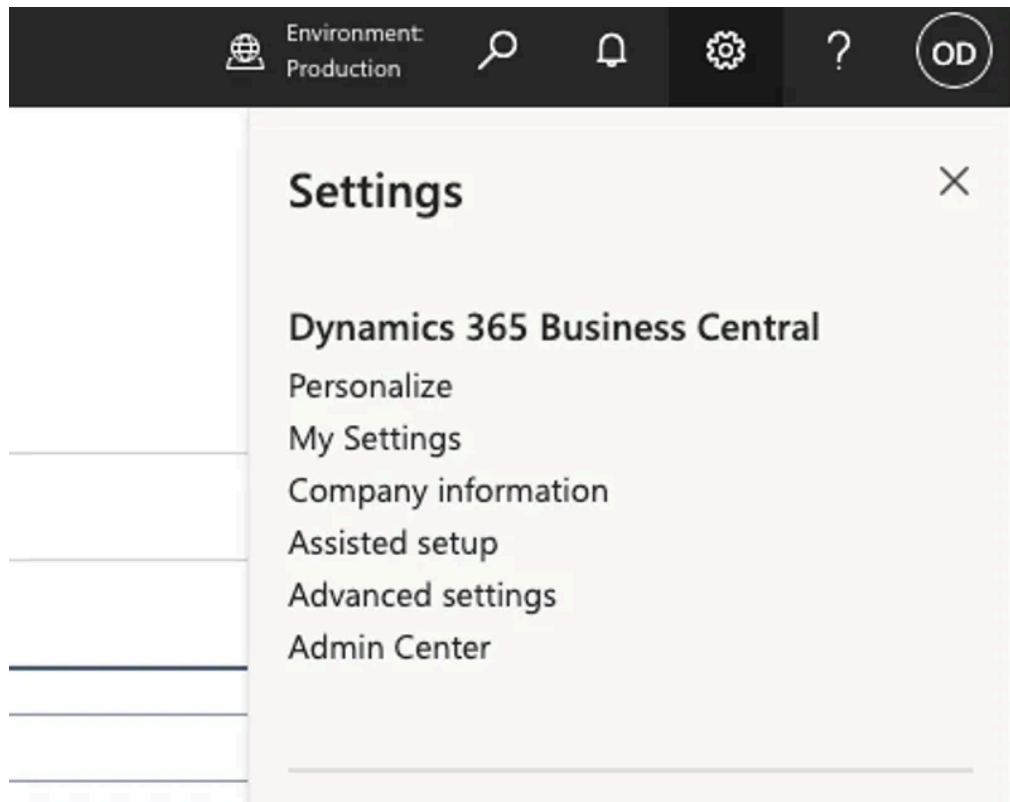 Environment:
Production
?
OD
Settings
Dynamics 365 Business Central
Personalize
My Settings
Company information
Assisted setup
Advanced settings
Admin Center